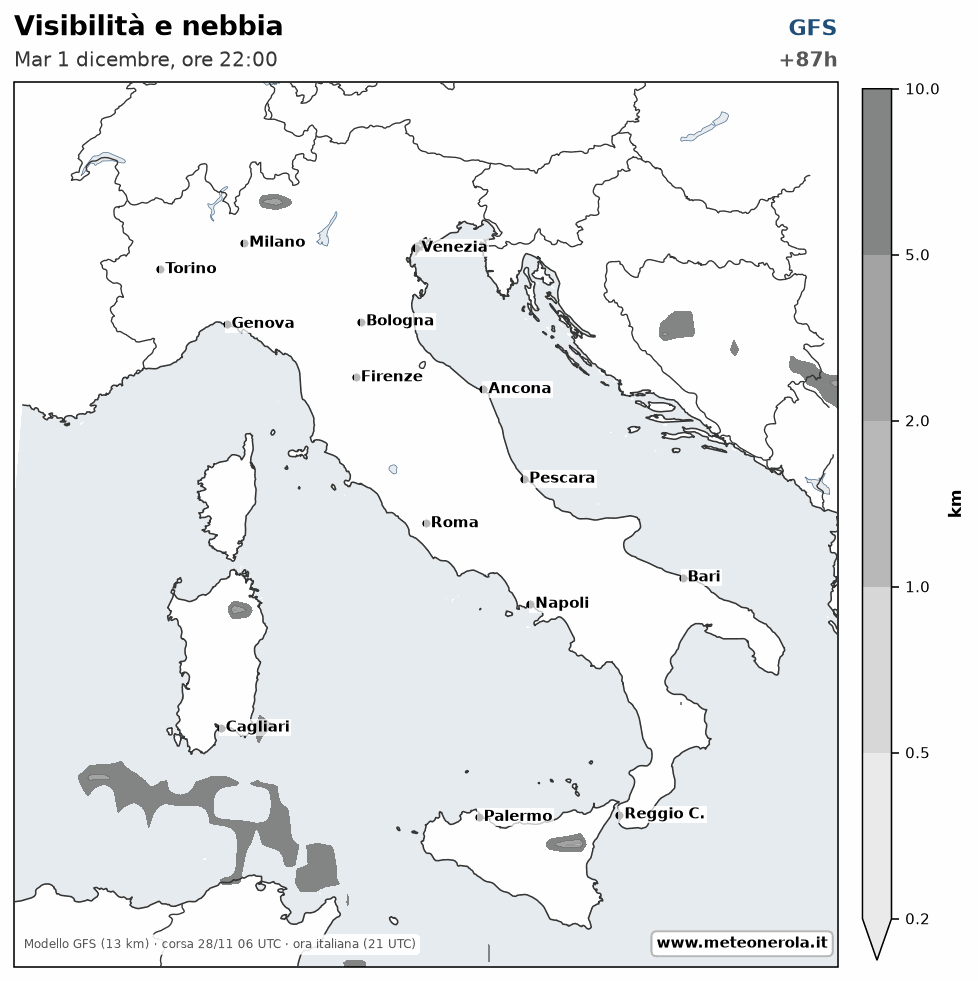 Visibilità e nebbia
GFS
Mar 1 dicembre, ore 22:00
+87h
10.0
5.0
2.0
1.0
0.5
0.2
km
Milano
Venezia
Torino
Genova
Bologna
Firenze
Ancona
Pescara
Roma
Bari
Napoli
Cagliari
Palermo
Reggio C.
Modello GFS (13 km) · corsa 28/11 06 UTC · ora italiana (21 UTC)
www.meteonerola.it